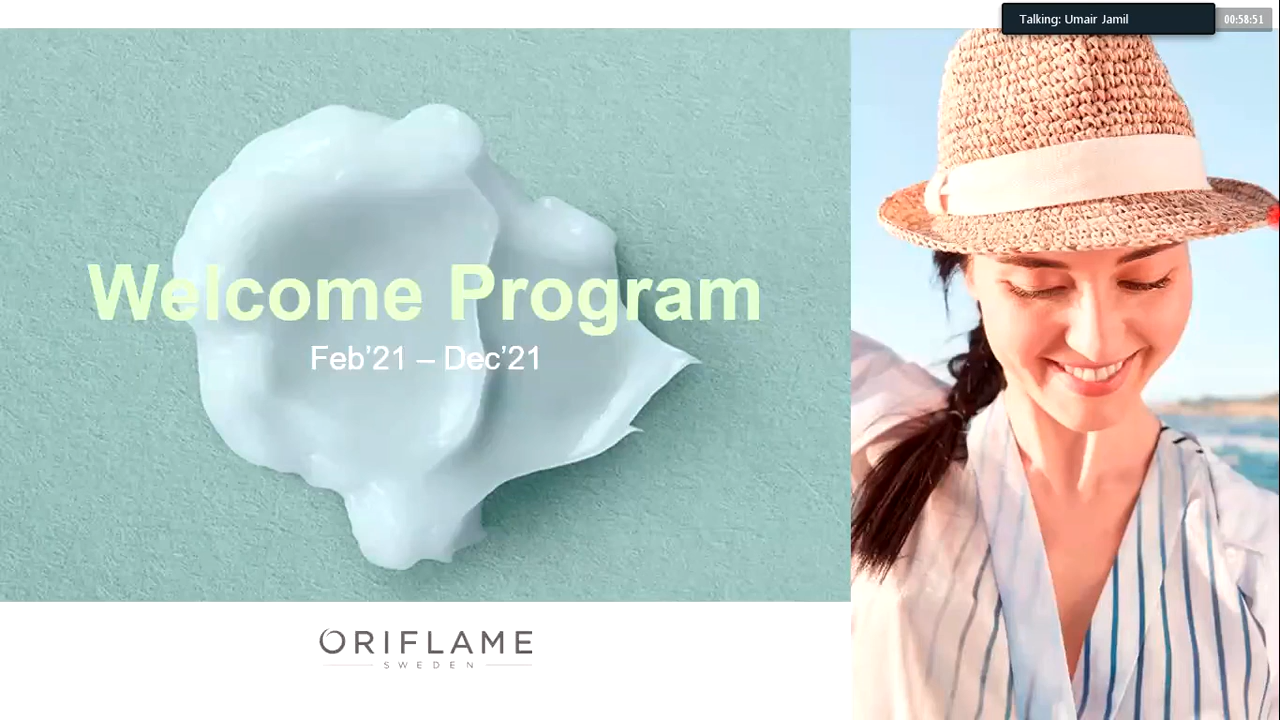 Talking: Umair Jamil
00:58:51
Welcome Program
Feb'21 – Dec'21
ORIFLAME
SWEDEN